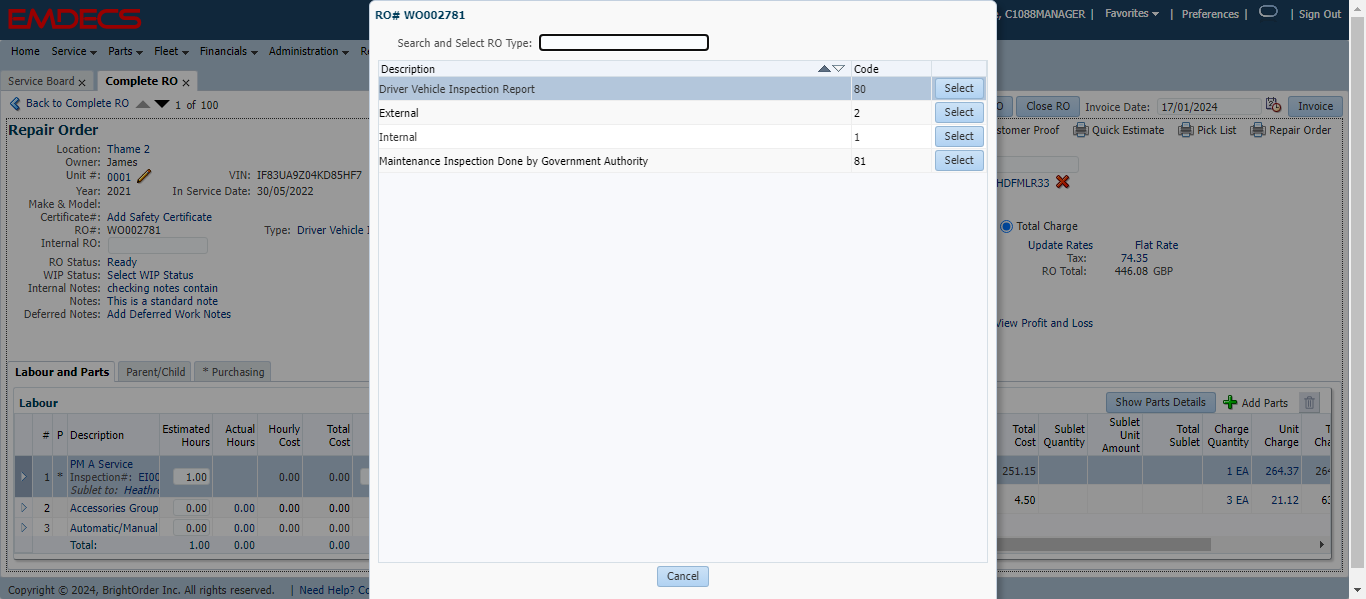 EMDECS
, C1088MANAGER | Favorites | Preferences | | Sign Out
Home Service Parts Fleet Financials Administration Re
Service Board x Complete RO x
Back to Complete RO 1 of 100
O Close RO Invoice Date: 17/01/2024 Invoice
Repair Order
stomer Proof Quick Estimate Pick List Repair Order
Location: Thame 2
Owner: James
Unit #: 0001 VIN: IF83UA9Z04KD85HF7
Year: 2021 In Service Date: 30/05/2022
Make & Model:
Certificate#: Add Safety Certificate
RO#: WO002781 Type: Driver Vehicle I
Internal RO:
RO Status: Ready
WIP Status: Select WIP Status
Internal Notes: checking notes contain
Notes: This is a standard note
Deferred Notes: Add Deferred Work Notes
HDFMLR33
Total Charge
Update Rates Flat Rate
Tax: 74.35
RO Total: 446.08 GBP
View Profit and Loss
RO# WO002781
Search and Select RO Type:
Description Code
Driver Vehicle Inspection Report 80 Select
External 2 Select
Internal 1 Select
Maintenance Inspection Done by Government Authority 81 Select
Cancel
Labour and Parts Parent/Child * Purchasing
Labour
# P Description Estimated Hours Actual Hours Hourly Cost Total Cost
1 * PM A Service 1.00 0.00 0.00
Inspection#: EI00
Sublet to: Heathr
2 Accessories Group 0.00 0.00 0.00 0.00
3 Automatic/Manual 0.00 0.00 0.00 0.00
Total: 1.00 0.00 0.00
Show Parts Details Add Parts
Total Cost Sublet Quantity Sublet Unit Amount Total Sublet Charge Quantity Unit Charge
251.15 1 EA 264.37 264
4.50 3 EA 21.12 63
Copyright © 2024, BrightOrder Inc. All rights reserved. | Need Help? Co